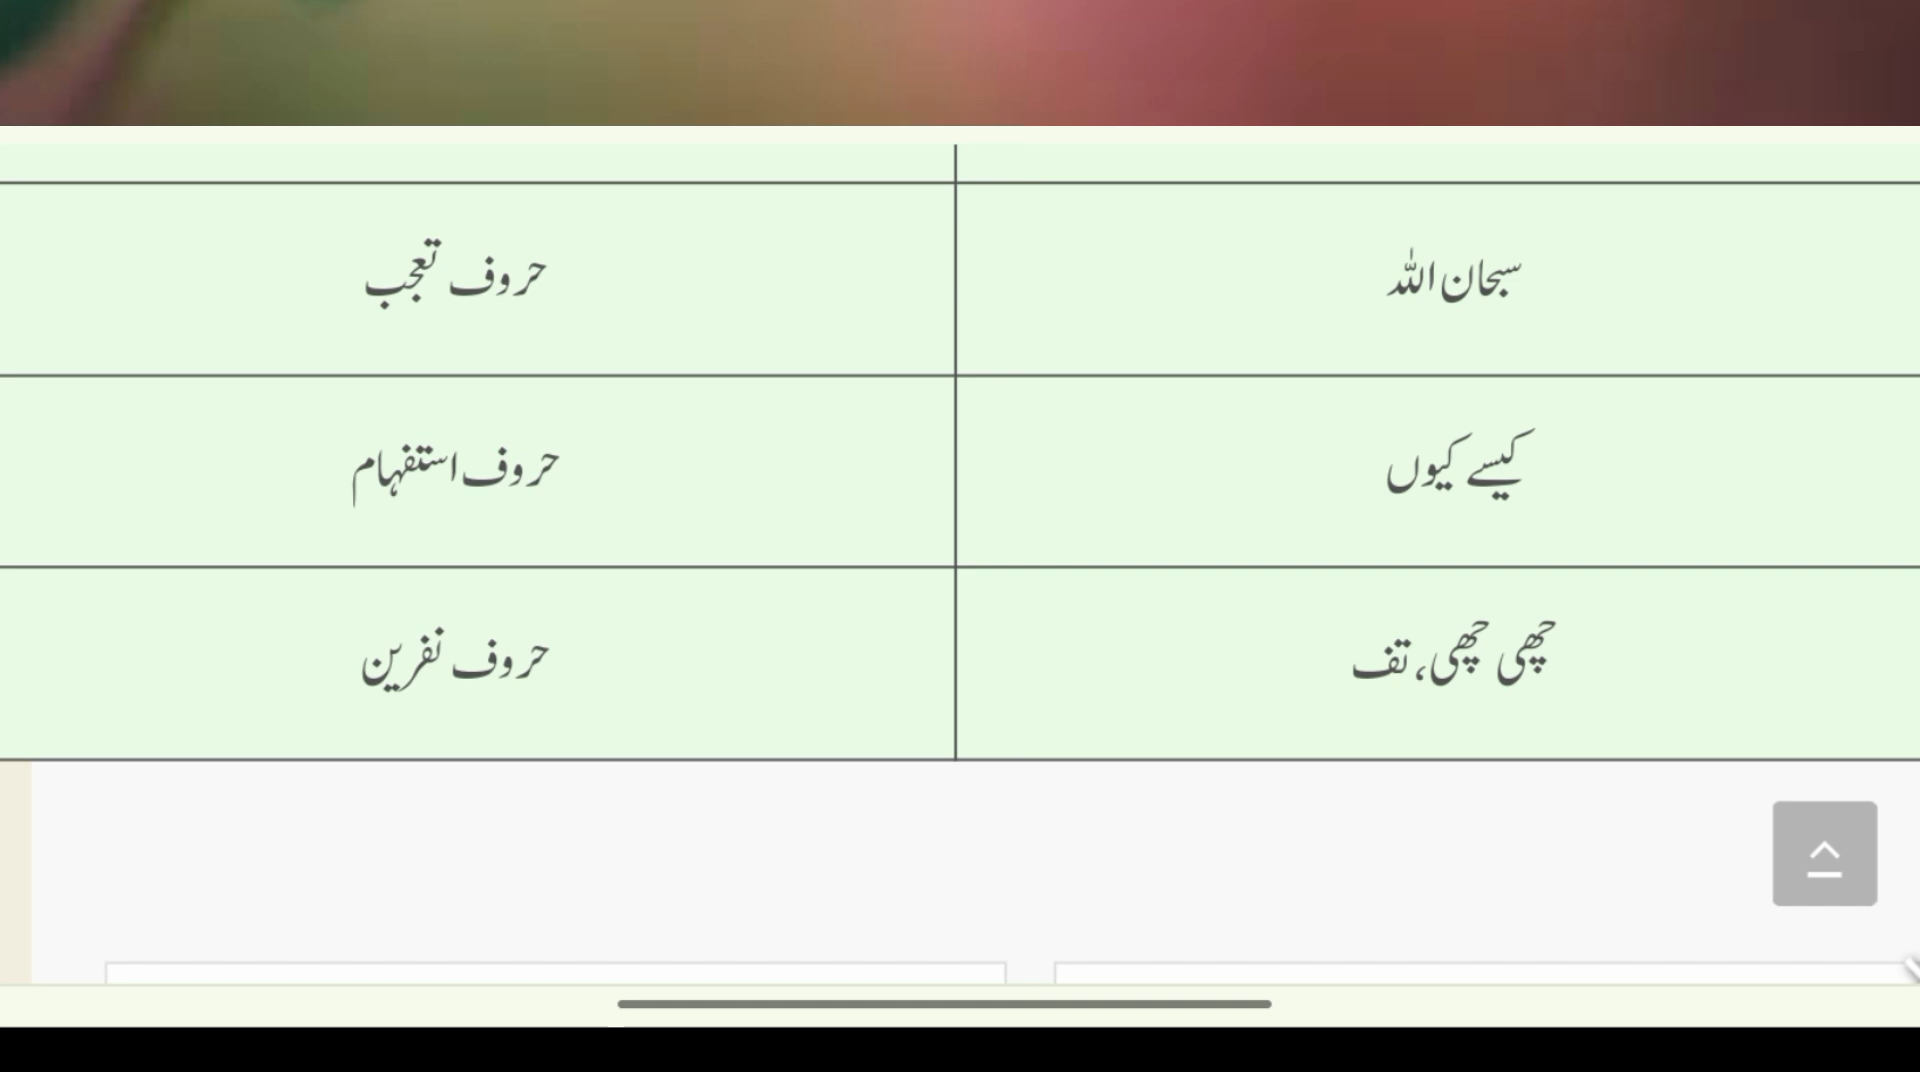 سبحان اللہ	حروف تعجب
کیسے کیوں	حروف استفہام
چھی چھی، تف	حروف نفرین